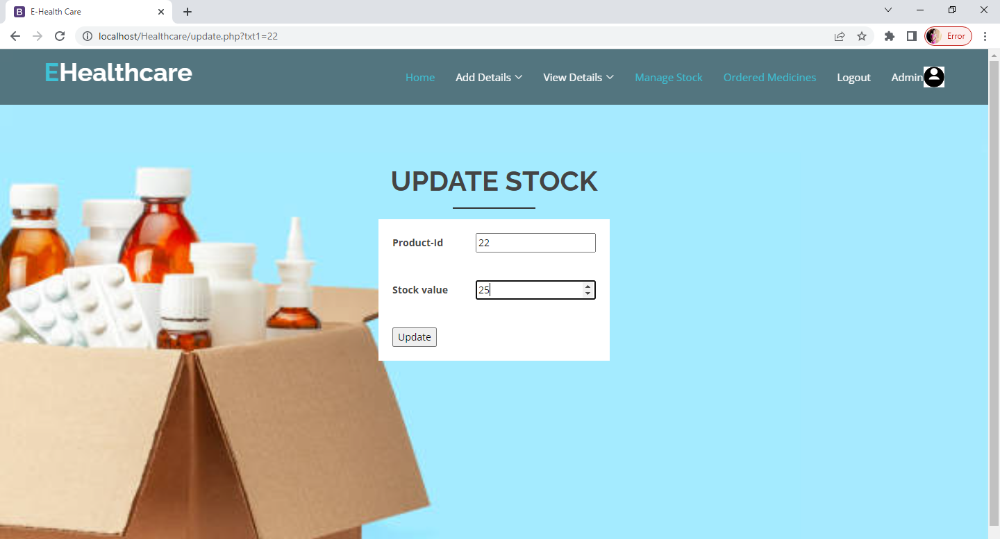 B E-Health Care
localhost/Healthcare/update.php?txt1=22
Error
EHealthcare
Home Add Details View Details Manage Stock Ordered Medicines Logout Admin
UPDATE STOCK
Product-Id 22
Stock value 25
Update